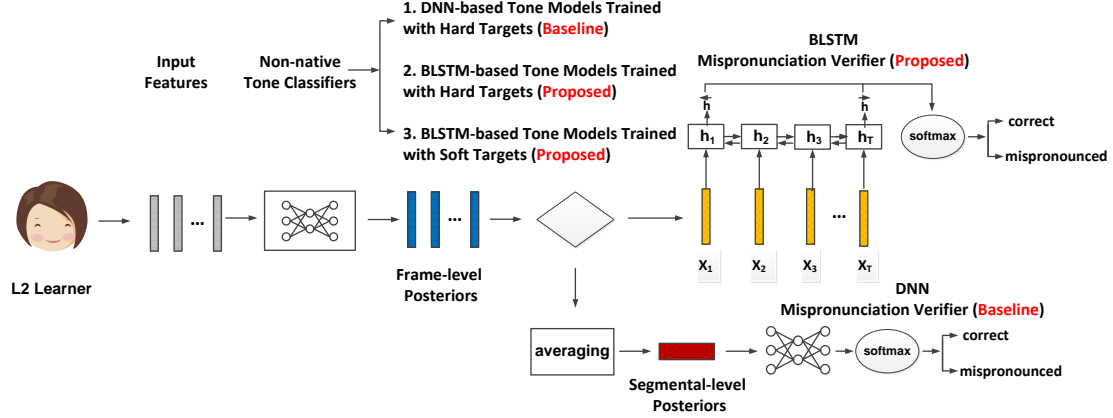 1. DNN-based Tone Models Trained
with Hard Targets (Baseline)
Input
Features
Non-native
Tone Classifiers
2. BLSTM-based Tone Models Trained
with Hard Targets (Proposed)
3. BLSTM-based Tone Models Trained
with Soft Targets (Proposed)
BLSTM
Mispronunciation Verifier (Proposed)
h
h
h1
h2
h3
hT
softmax
correct
mispronounced
...
...
...
L2 Learner
Frame-level
Posteriors
X1
X2
X3
XT
DNN
Mispronunciation Verifier (Baseline)
averaging
Segmental-level
Posteriors
softmax
correct
mispronounced